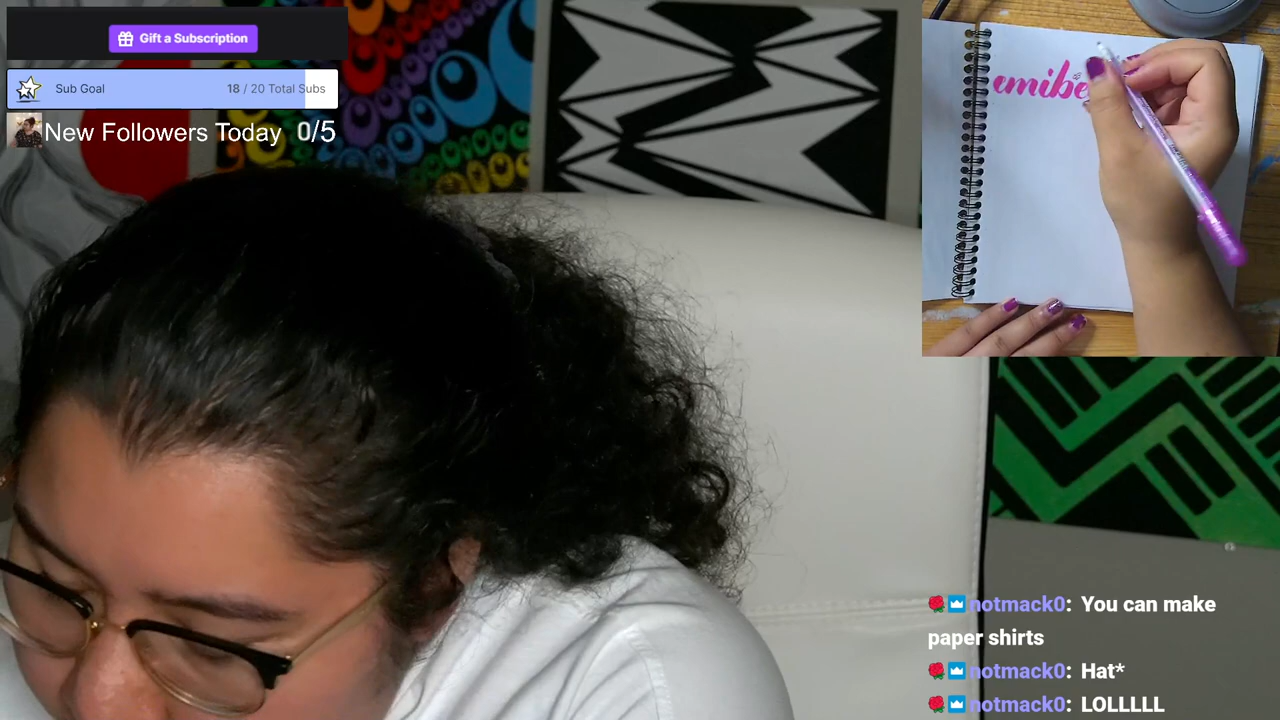 Gift a Subscription
Sub Goal 18 / 20 Total Subs
New Followers Today 0/5
emibe
notmack0: You can make
paper shirts
notmack0: Hat*
notmack0: LOLLLLL